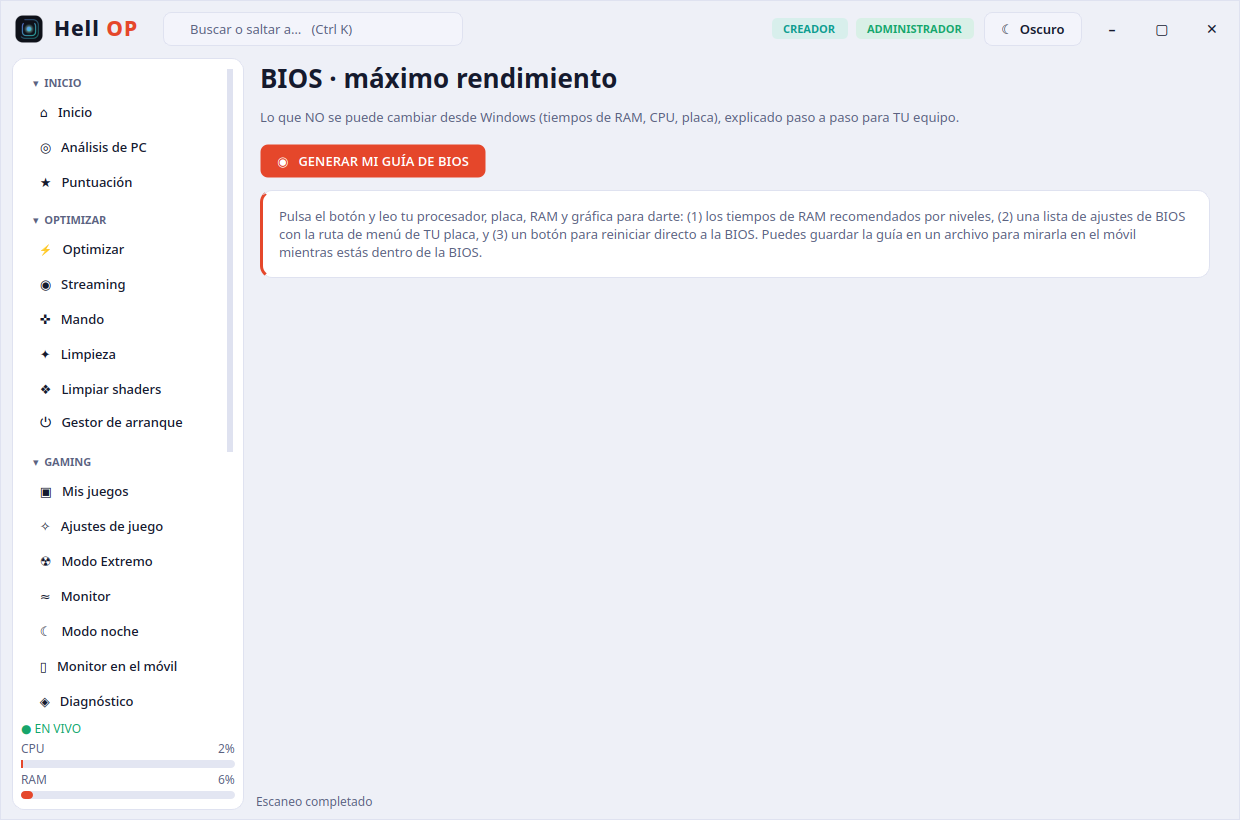 Hell OP
Buscar o saltar a... (Ctrl K)
CREADOR
ADMINISTRADOR
☾ Oscuro
▾ INICIO
⌂ Inicio
◎ Análisis de PC
★ Puntuación
▾ OPTIMIZAR
⚡ Optimizar
◉ Streaming
✜ Mando
✦ Limpieza
❖ Limpiar shaders
⏻ Gestor de arranque
▾ GAMING
▣ Mis juegos
✧ Ajustes de juego
☢ Modo Extremo
≈ Monitor
☾ Modo noche
▯ Monitor en el móvil
◈ Diagnóstico
● EN VIVO
CPU 2%
RAM 6%
BIOS · máximo rendimiento
Lo que NO se puede cambiar desde Windows (tiempos de RAM, CPU, placa), explicado paso a paso para TU equipo.
◉ GENERAR MI GUÍA DE BIOS
Pulsa el botón y leo tu procesador, placa, RAM y gráfica para darte: (1) los tiempos de RAM recomendados por niveles, (2) una lista de ajustes de BIOS
con la ruta de menú de TU placa, y (3) un botón para reiniciar directo a la BIOS. Puedes guardar la guía en un archivo para mirarla en el móvil
mientras estás dentro de la BIOS.
Escaneo completado